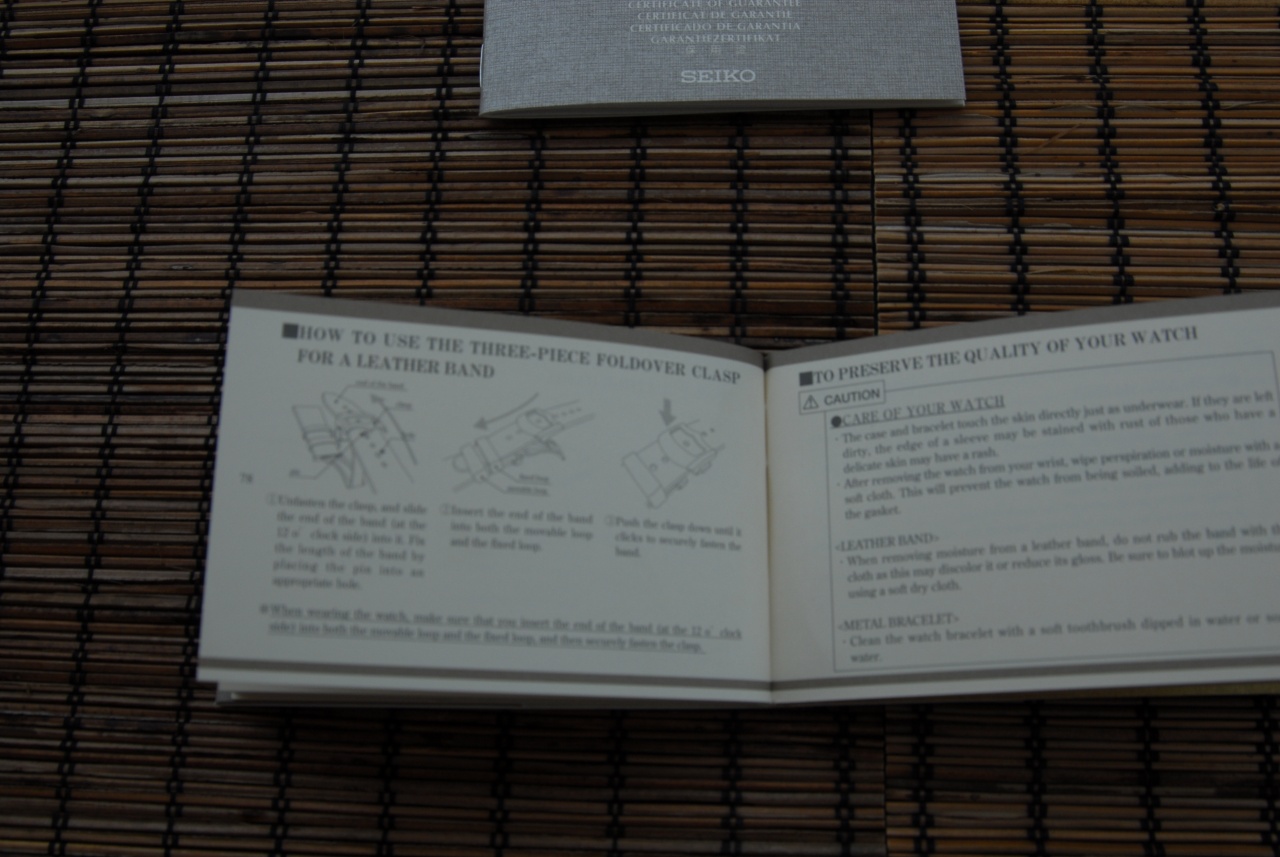 CERTIFICATE OF GUARANTEE
CERTIFICAT DE GARANTIE
CERTIFICADO DE GARANTIA
GARANTIEZERTIFIKAT
SEIKO
■HOW TO USE THE THREE-PIECE FOLDOVER CLASP
FOR A LEATHER BAND
end of the band
①Unfasten the clasp, and slide
the end of the band (at the
12 o' clock side) into it. Fix
the length of the band by
placing the pin into an
appropriate hole.
②Insert the end of the band
into both the movable loop
and the fixed loop.
③Push the clasp down until it
clicks to securely fasten the
band.
When wearing the watch, make sure that you insert the end of the band (at the 12 o' clock
side) into both the movable loop and the fixed loop, and then securely fasten the clasp.
■TO PRESERVE THE QUALITY OF YOUR WATCH
⚠ CAUTION
●CARE OF YOUR WATCH
· The case and bracelet touch the skin directly just as underwear. If they are left
dirty, the edge of a sleeve may be stained with rust of those who have a
delicate skin may have a rash.
· After removing the watch from your wrist, wipe perspiration or moisture with a
soft cloth. This will prevent the watch from being soiled, adding to the life of
the gasket.
<LEATHER BAND>
· When removing moisture from a leather band, do not rub the band with the
cloth as this may discolor it or reduce its gloss. Be sure to blot up the moisture
using a soft dry cloth.
<METAL BRACELET>
· Clean the watch bracelet with a soft toothbrush dipped in water or
water.